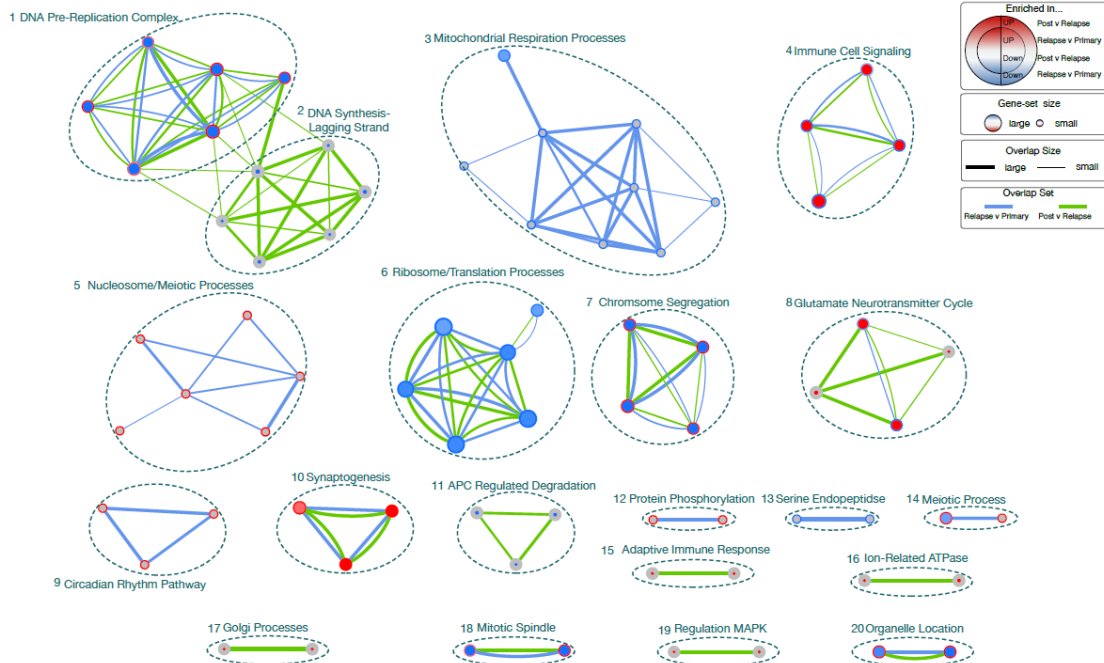 1 DNA Pre-Replication Complex
2 DNA Synthesis-
Lagging Strand
3 Mitochondrial Respiration Processes
4 Immune Cell Signaling
Enriched in...
UP
Post v Relapse
UP
Relapse v Primary
Down
Post v Relapse
Down
Relapse v Primary
Gene-set size
large
small
Overlap Size
large
small
Overlap Set
Relapse v Primary
Post v Relapse
5 Nucleosome/Meiotic Processes
6 Ribosome/Translation Processes
7 Chromsome Segregation
8 Glutamate Neurotransmitter Cycle
9 Circadian Rhythm Pathway
10 Synaptogenesis
11 APC Regulated Degradation
12 Protein Phosphorylation
13 Serine Endopeptidse
14 Meiotic Process
15 Adaptive Immune Response
16 Ion-Related ATPase
17 Golgi Processes
18 Mitotic Spindle
19 Regulation MAPK
20 Organelle Location